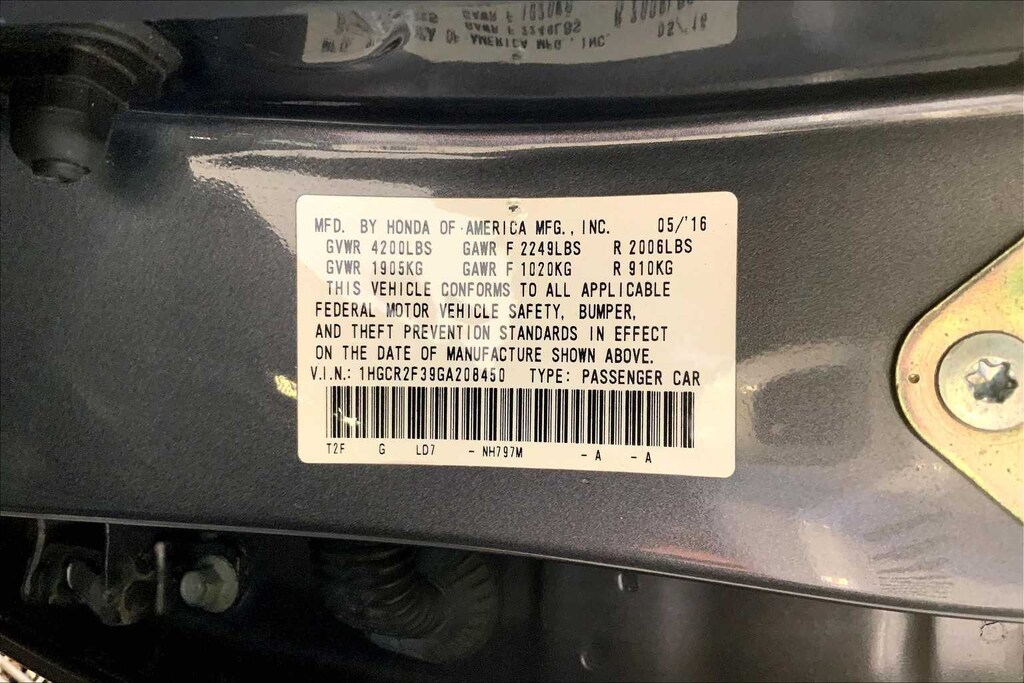 MFD. BY HONDA OF AMERICA MFG., INC. 05/'16
GVWR 4200LBS GAWR F 2249LBS R 2006LBS
GVWR 1905KG GAWR F 1020KG R 910KG
THIS VEHICLE CONFORMS TO ALL APPLICABLE
FEDERAL MOTOR VEHICLE SAFETY, BUMPER,
AND THEFT PREVENTION STANDARDS IN EFFECT
ON THE DATE OF MANUFACTURE SHOWN ABOVE.
V.I.N.: 1HGCR2F39GA208450 TYPE: PASSENGER CAR
T2F G LD7 - NH797M - A - A